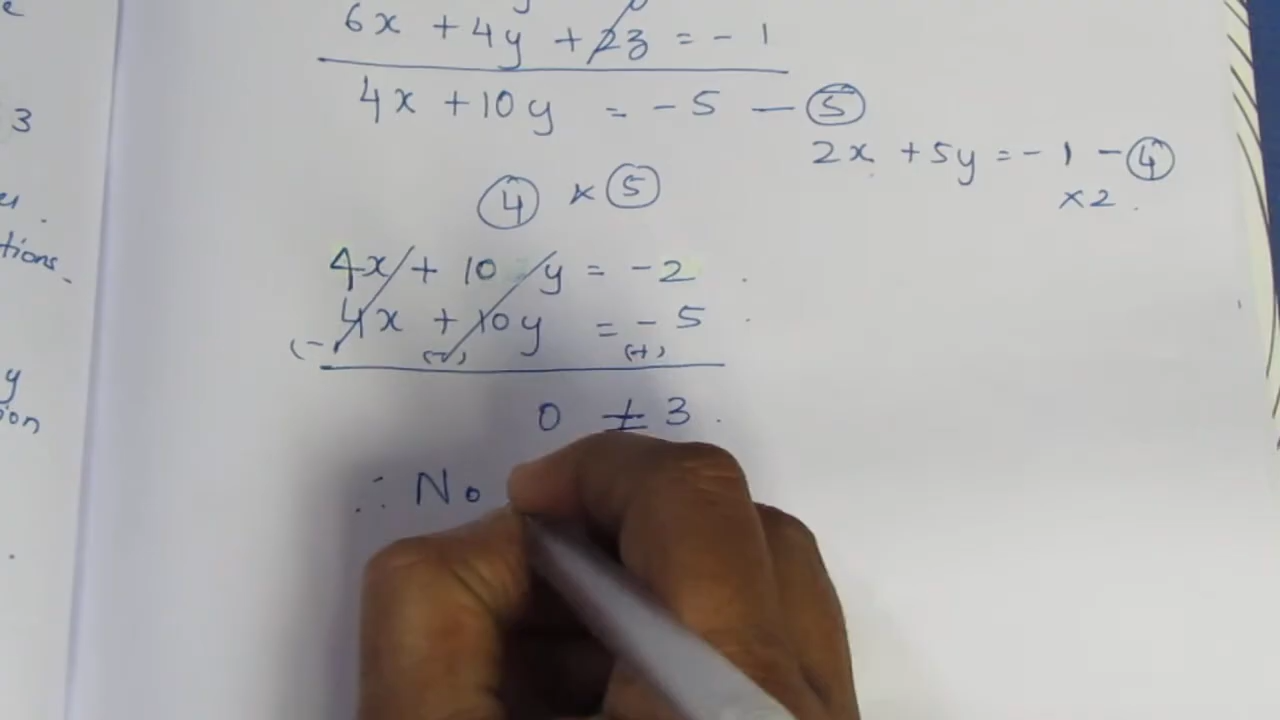 3
tions.
y
6x + 4y + 2z = - 1
4x + 10y = - 5 — ⑤
2x + 5y = - 1 - ④
x 2 .
④ x ⑤
4x + 10 y = - 2 .
4x + 10y = - 5 .
(-) (-) (+)
0 ≠ 3 .
∴ No